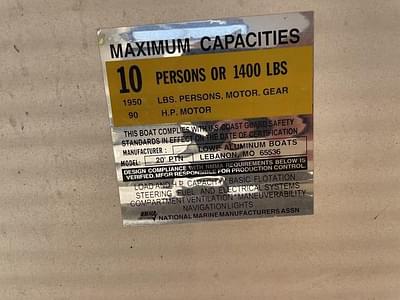 MAXIMUM CAPACITIES
10 PERSONS OR 1400 LBS
1950 LBS. PERSONS, MOTOR, GEAR
90 H.P. MOTOR
THIS BOAT COMPLIES WITH U.S. COAST GUARD SAFETY
STANDARDS IN EFFECT ON THE DATE OF CERTIFICATION
MANUFACTURER: LOWE ALUMINUM BOATS
MODEL: 20' PTN LEBANON, MO 65536
DESIGN COMPLIANCE WITH NMMA REQUIREMENTS BELOW IS
VERIFIED. MFGR RESPONSIBLE FOR PRODUCTION CONTROL.
LOAD AND H.P. CAPACITY BASIC FLOTATION
STEERING FUEL AND ELECTRICAL SYSTEMS
COMPARTMENT VENTILATION MANEUVERABILITY
NAVIGATION LIGHTS
NMMA NATIONAL MARINE MANUFACTURERS ASSN